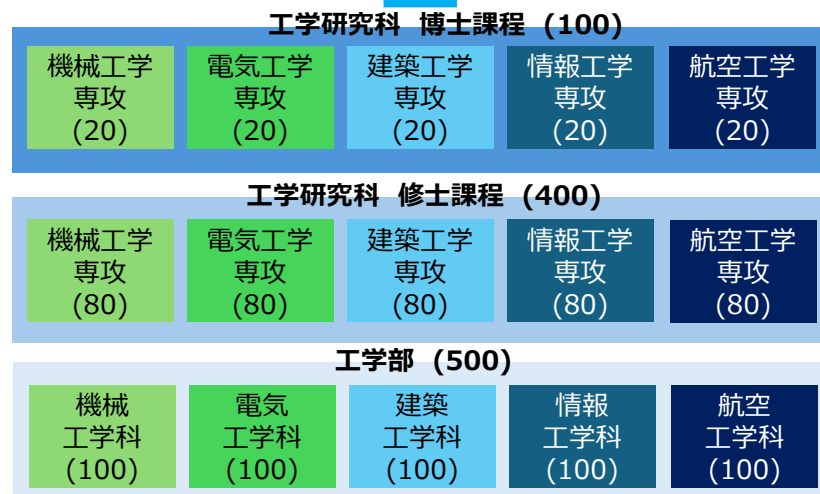 工学研究科 博士課程 (100)
機械工学 電気工学 建築工学 情報工学 航空工学
専攻 専攻 専攻 専攻 専攻
(20) (20) (20) (20) (20)
工学研究科 修士課程 (400)
機械工学 電気工学 建築工学 情報工学 航空工学
専攻 専攻 専攻 専攻 専攻
(80) (80) (80) (80) (80)
工学部 (500)
機械 電気 建築 情報 航空
工学科 工学科 工学科 工学科 工学科
(100) (100) (100) (100) (100)